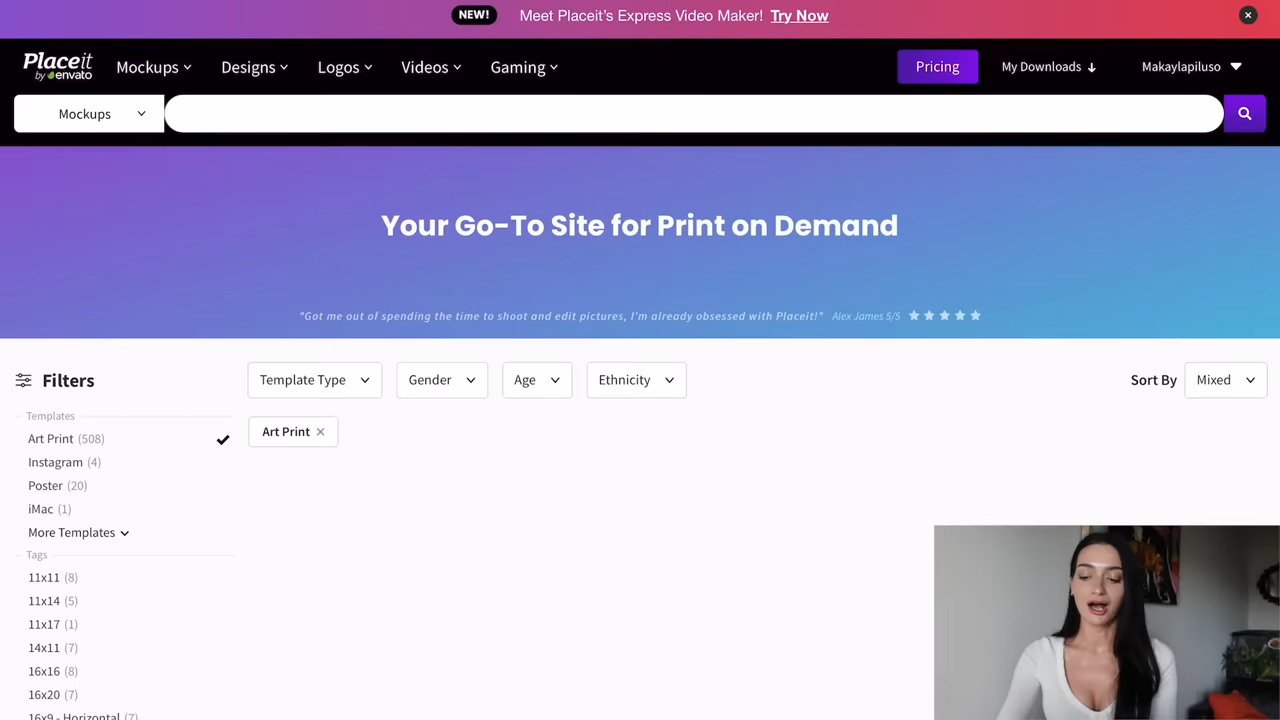 NEW! Meet Placeit's Express Video Maker! Try Now
Placeit
by envato
Mockups Designs Logos Videos Gaming Pricing My Downloads Makaylapiluso
Mockups
Your Go-To Site for Print on Demand
"Got me out of spending the time to shoot and edit pictures, I'm already obsessed with Placeit!" Alex James 5/5
Filters Template Type Gender Age Ethnicity Sort By Mixed
Templates
Art Print (508)
Art Print
Instagram (4)
Poster (20)
iMac (1)
More Templates
Tags
11x11 (8)
11x14 (5)
11x17 (1)
14x11 (7)
16x16 (8)
16x20 (7)
16x9 - Horizontal (7)